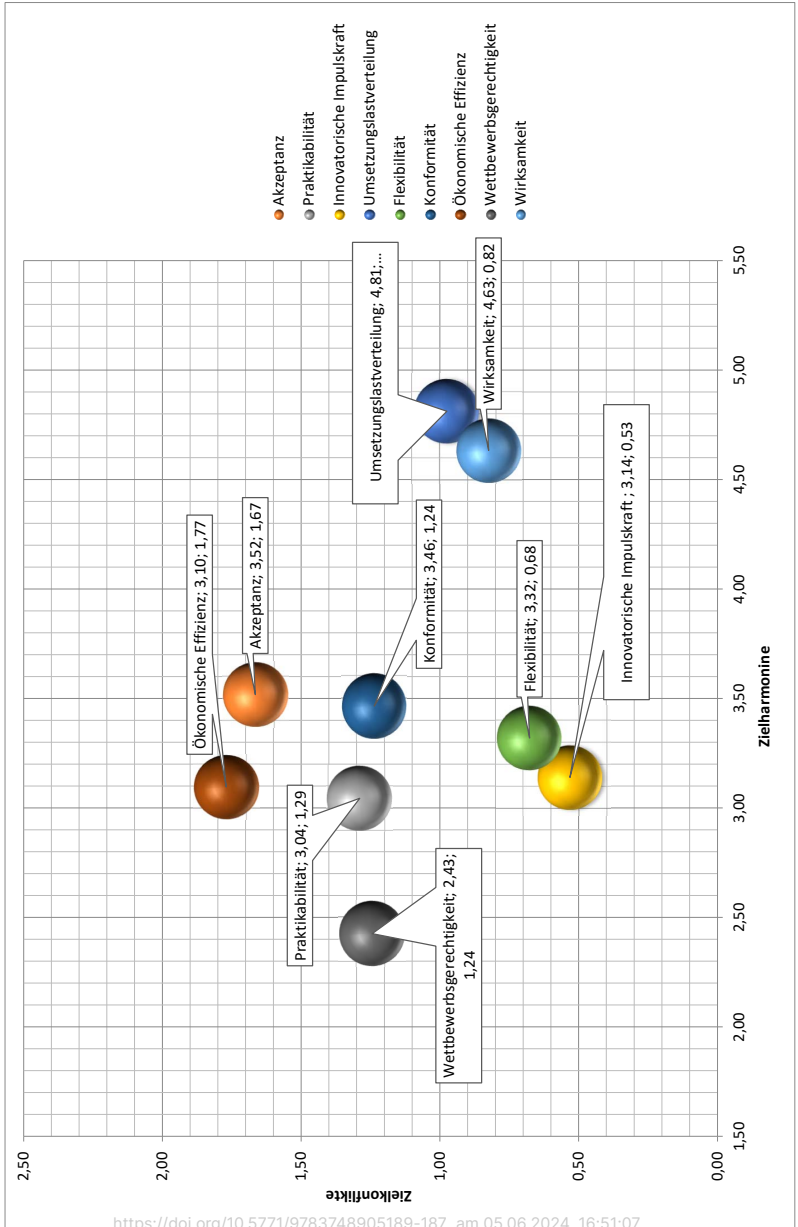 2,50
2,00
1,50
1,00
0,50
0,00
Zielkonflikte
1,50
2,00
2,50
3,00
3,50
4,00
4,50
5,00
5,50
Zielharmonine
Ökonomische Effizienz; 3,10; 1,77
Akzeptanz; 3,52; 1,67
Praktikabilität; 3,04; 1,29
Konformität; 3,46; 1,24
Wettbewerbsgerechtigkeit; 2,43;
1,24
Umsetzungslastverteilung; 4,81;...
Wirksamkeit; 4,63; 0,82
Flexibilität; 3,32; 0,68
Innovatorische Impulskraft ; 3,14; 0,53
Akzeptanz
Praktikabilität
Innovatorische Impulskraft
Umsetzungslastverteilung
Flexibilität
Konformität
Ökonomische Effizienz
Wettbewerbsgerechtigkeit
Wirksamkeit
https://doi.org/10.5771/9783748905189-187, am 05.06.2024, 16:51:07